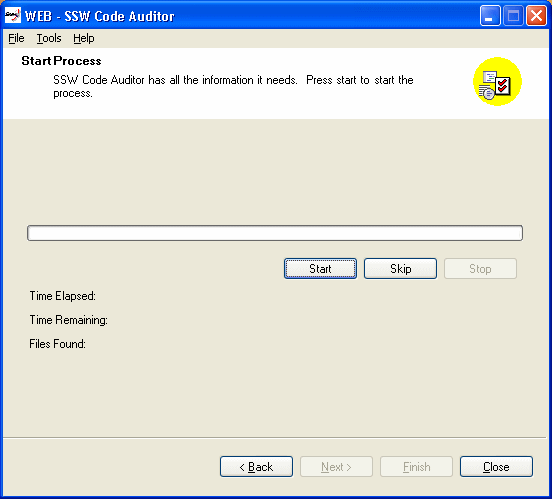 WEB - SSW Code Auditor
File Tools Help
Start Process
SSW Code Auditor has all the information it needs. Press start to start the
process.
Start Skip Stop
Time Elapsed:
Time Remaining:
Files Found:
< Back Next > Finish Close